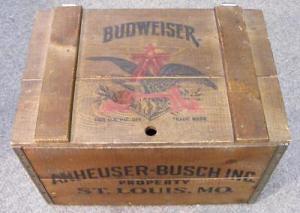 BUDWEISER.
TRADE MARK
ANHEUSER-BUSCH INC.
PROPERTY
ST. LOUIS, MO.